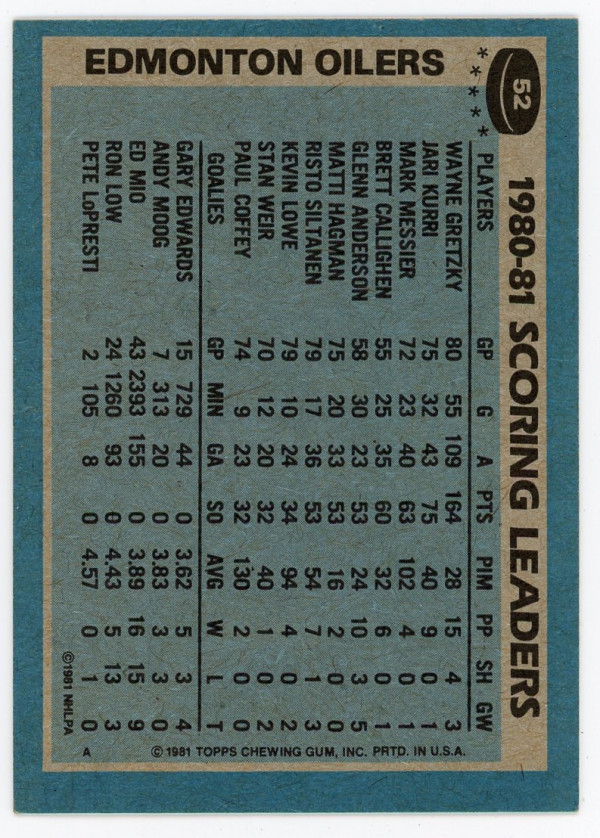 52
1980-81 SCORING LEADERS
PLAYERS GP G A PTS PIM PP SH GW
WAYNE GRETZKY 80 55 109 164 28 15 4 3
JARI KURRI 75 32 43 75 40 9 0 1
MARK MESSIER 72 23 40 63 102 4 0 1
BRETT CALLIGHEN 55 25 35 60 32 6 0 1
GLENN ANDERSON 58 30 23 53 24 10 3 5
MATTI HAGMAN 75 20 33 53 16 2 0 3
RISTO SILTANEN 79 17 36 53 54 7 1 3
KEVIN LOWE 79 10 24 34 94 4 0 2
STAN WEIR 70 12 20 32 40 1 0 2
PAUL COFFEY 74 9 23 32 130 2 0 0
GOALIES GP MIN GA SO AVG W L T
GARY EDWARDS 15 729 44 0 3.62 5 3 4
ANDY MOOG 7 313 20 0 3.83 3 3 0
ED MIO 43 2393 155 0 3.89 16 15 9
RON LOW 24 1260 93 0 4.43 5 13 3
PETE LoPRESTI 2 105 8 0 4.57 0 1 0
©1981 NHLPA
EDMONTON OILERS
A © 1981 TOPPS CHEWING GUM, INC. PRTD. IN U.S.A.